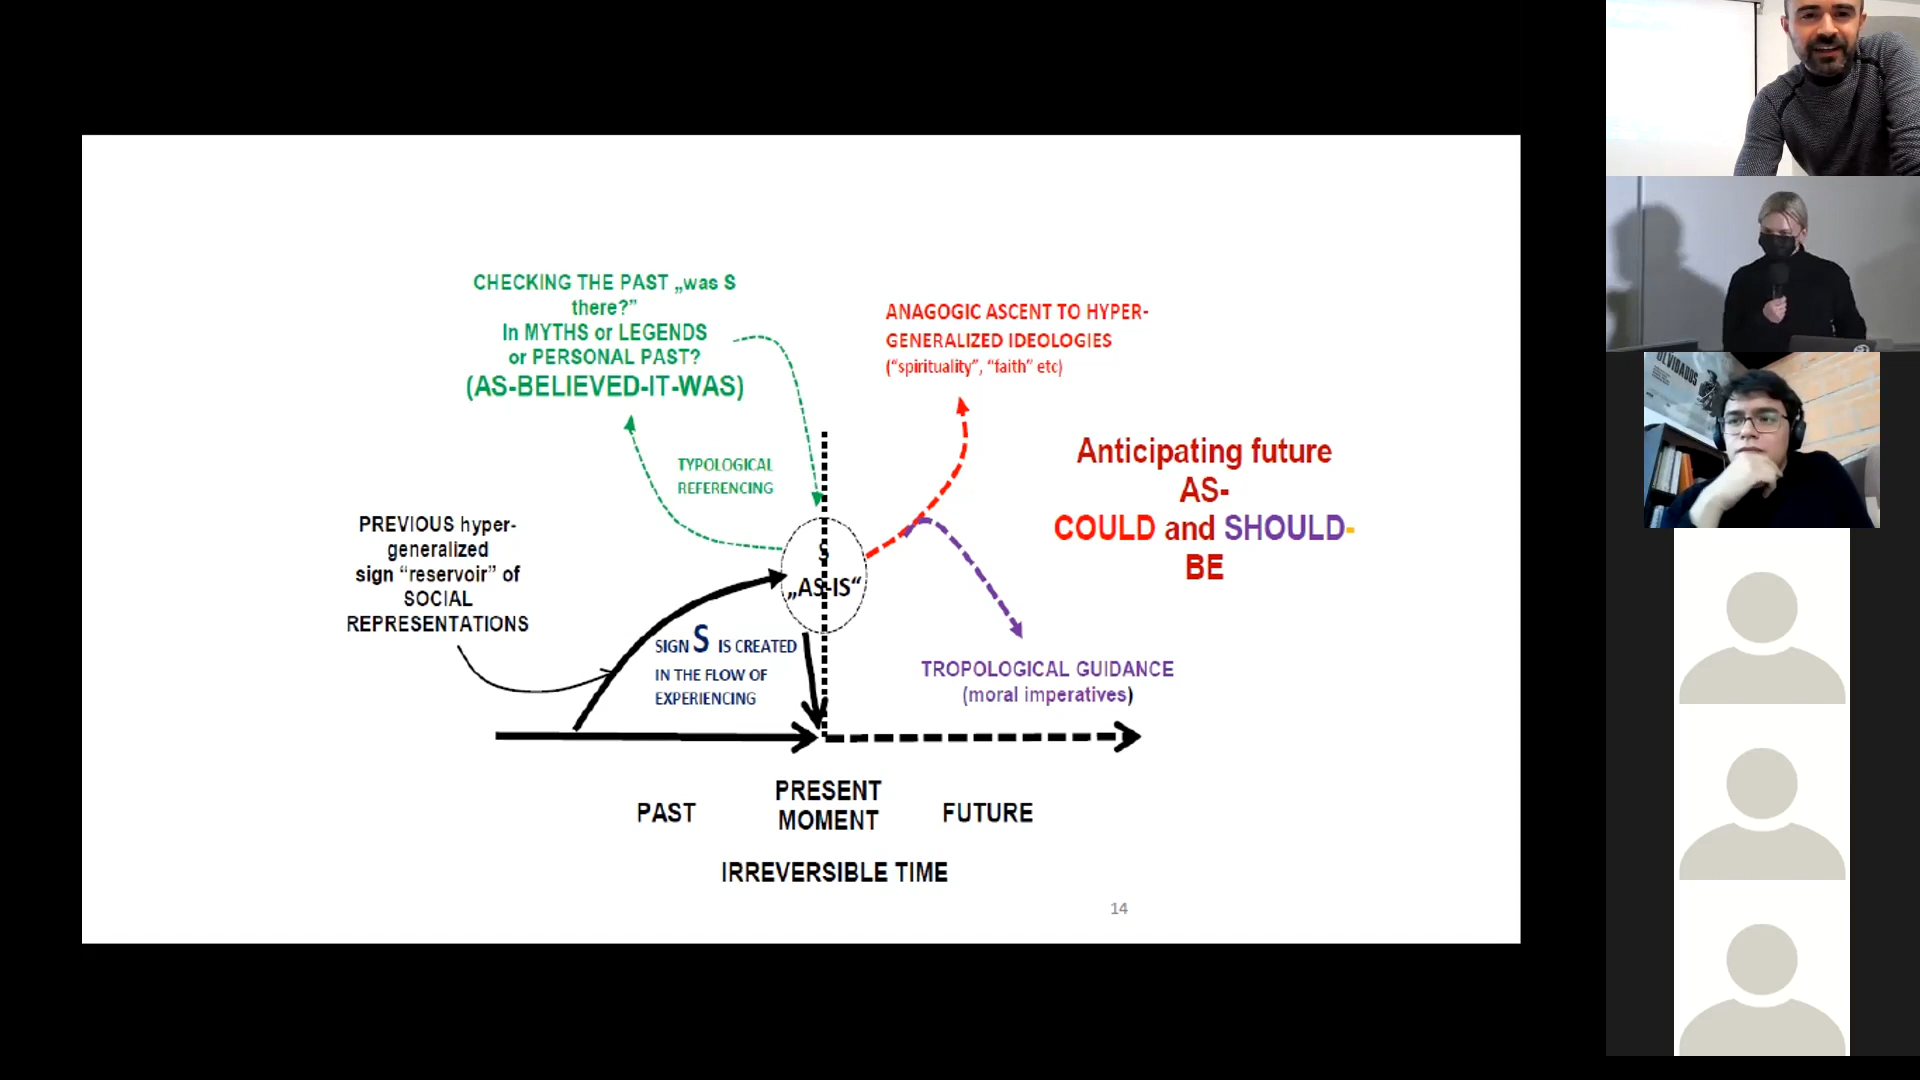 CHECKING THE PAST „was S
there?”
In MYTHS or LEGENDS
or PERSONAL PAST?
(AS-BELIEVED-IT-WAS)
TYPOLOGICAL
REFERENCING
ANAGOGIC ASCENT TO HYPER-
GENERALIZED IDEOLOGIES
(“spirituality”, “faith” etc)
Anticipating future
AS-
COULD and SHOULD-
BE
PREVIOUS hyper-
generalized
sign “reservoir” of
SOCIAL
REPRESENTATIONS
S
„AS-IS“
SIGN S IS CREATED
IN THE FLOW OF
EXPERIENCING
TROPOLOGICAL GUIDANCE
(moral imperatives)
PAST
PRESENT
MOMENT
FUTURE
IRREVERSIBLE TIME
14
OLVIDADOS